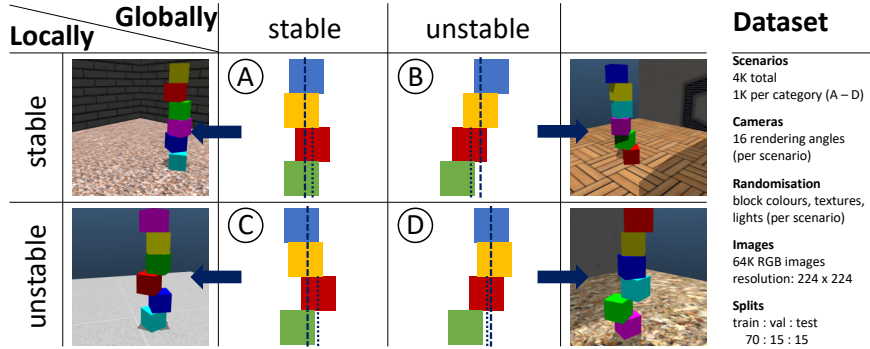 Globally
Locally
stable
unstable
stable
unstable
A
B
C
D
Dataset
Scenarios
4K total
1K per category (A – D)
Cameras
16 rendering angles
(per scenario)
Randomisation
block colours, textures,
lights (per scenario)
Images
64K RGB images
resolution: 224 x 224
Splits
train : val : test
70 : 15 : 15